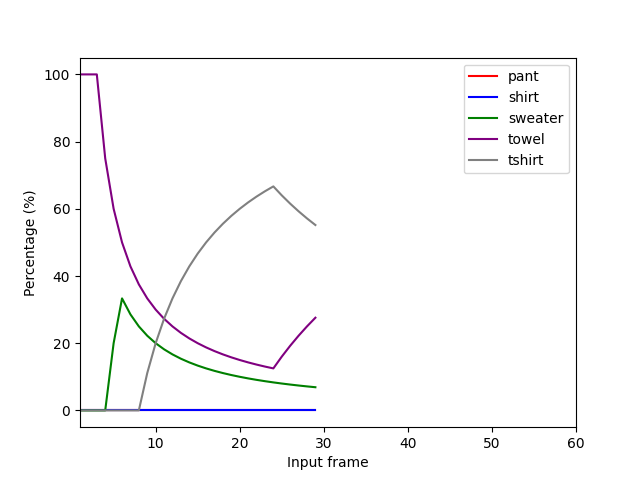 pant
shirt
sweater
towel
tshirt
100
80
60
40
20
0
Percentage (%)
10 20 30 40 50 60
Input frame